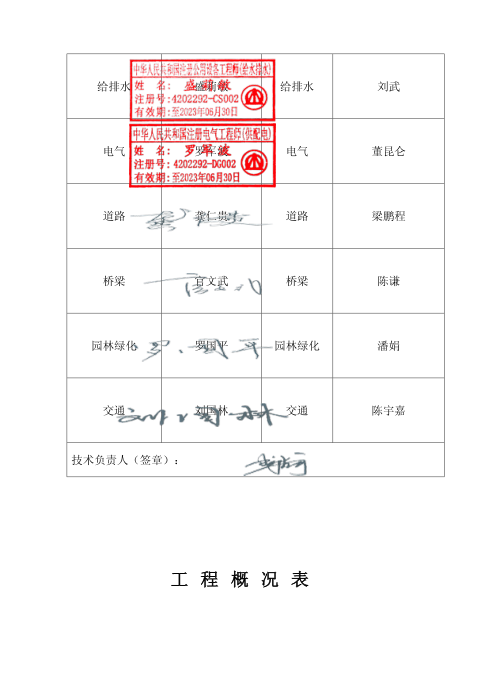 中华人民共和国注册公用设备工程师(给水排水)
给排水 姓 名: 盛萌敏 给排水 刘武
注册号:4202292-CS002
有效期:至2023年06月30日
中华人民共和国注册电气工程师(供配电)
电气 姓 名: 罗军波 电气 董昆仑
注册号:4202292-DG002
有效期:至2023年06月30日
道路 龚仁贵 道路 梁鹏程
桥梁 官文武 桥梁 陈谦
园林绿化 罗国平 园林绿化 潘娟
交通 刘国林 交通 陈宇嘉
技术负责人（签章）:
工 程 概 况 表